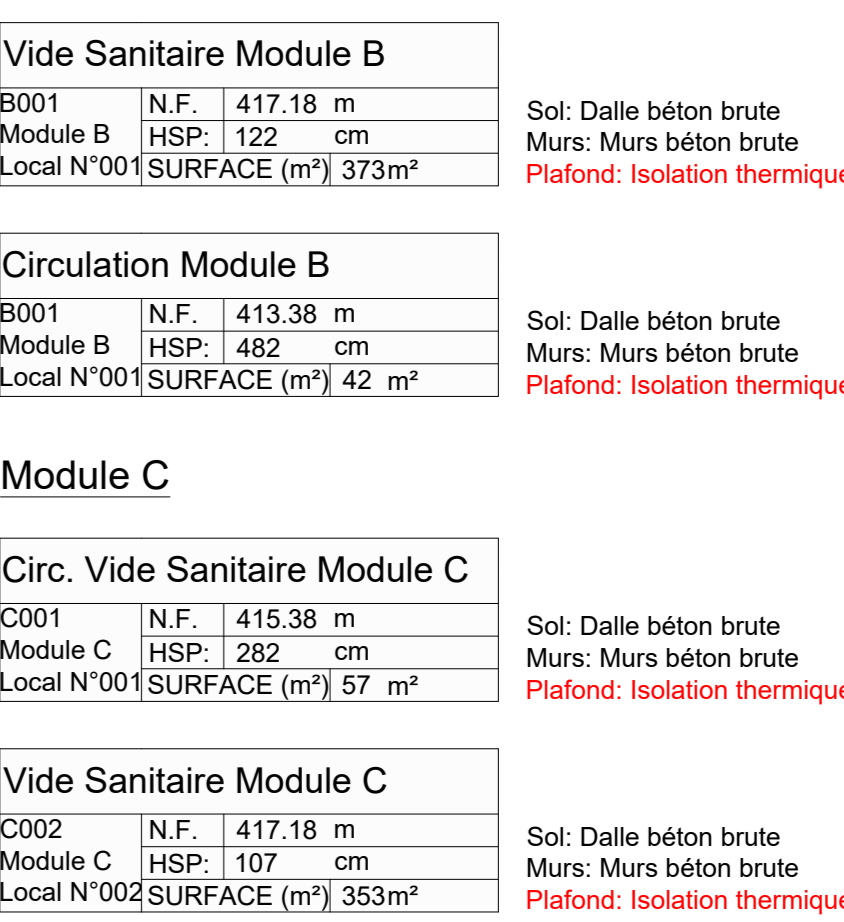 Vide Sanitaire Module B
B001 N.F. 417.18 m
Module B HSP: 122 cm
Local N°001 SURFACE (m²) 373m²
Sol: Dalle béton brute
Murs: Murs béton brute
Plafond: Isolation thermique
Circulation Module B
B001 N.F. 413.38 m
Module B HSP: 482 cm
Local N°001 SURFACE (m²) 42 m²
Sol: Dalle béton brute
Murs: Murs béton brute
Plafond: Isolation thermique
Module C
Circ. Vide Sanitaire Module C
C001 N.F. 415.38 m
Module C HSP: 282 cm
Local N°001 SURFACE (m²) 57 m²
Sol: Dalle béton brute
Murs: Murs béton brute
Plafond: Isolation thermique
Vide Sanitaire Module C
C002 N.F. 417.18 m
Module C HSP: 107 cm
Local N°002 SURFACE (m²) 353m²
Sol: Dalle béton brute
Murs: Murs béton brute
Plafond: Isolation thermique